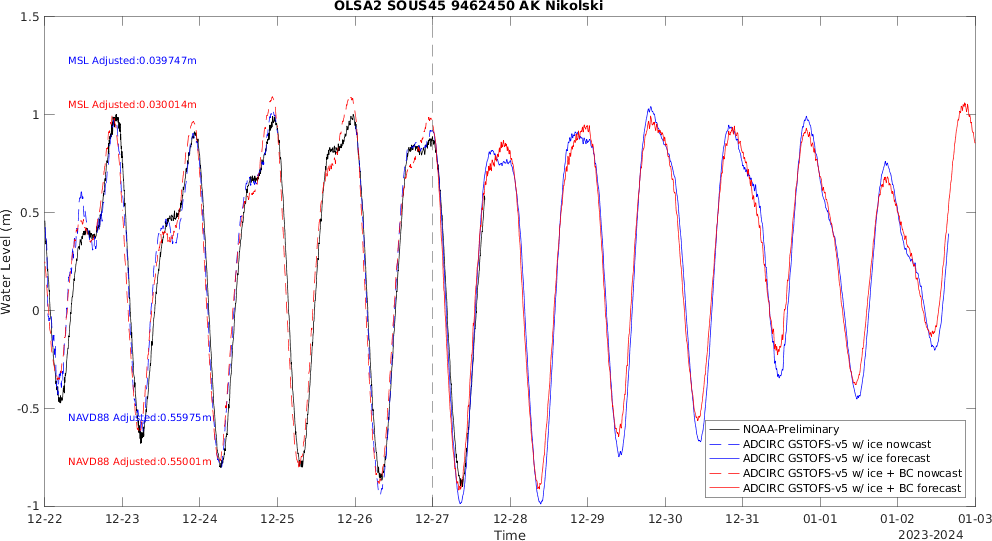 OLSA2 SOUS45 9462450 AK Nikolski
1.5
1
0.5
0
-0.5
-1
Water Level (m)
MSL Adjusted:0.039747m
MSL Adjusted:0.030014m
NAVD88 Adjusted:0.55975m
NAVD88 Adjusted:0.55001m
NOAA-Preliminary
ADCIRC GSTOFS-v5 w/ ice nowcast
ADCIRC GSTOFS-v5 w/ ice forecast
ADCIRC GSTOFS-v5 w/ ice + BC nowcast
ADCIRC GSTOFS-v5 w/ ice + BC forecast
12-22 12-23 12-24 12-25 12-26 12-27 12-28 12-29 12-30 12-31 01-01 01-02 01-03
Time
2023-2024